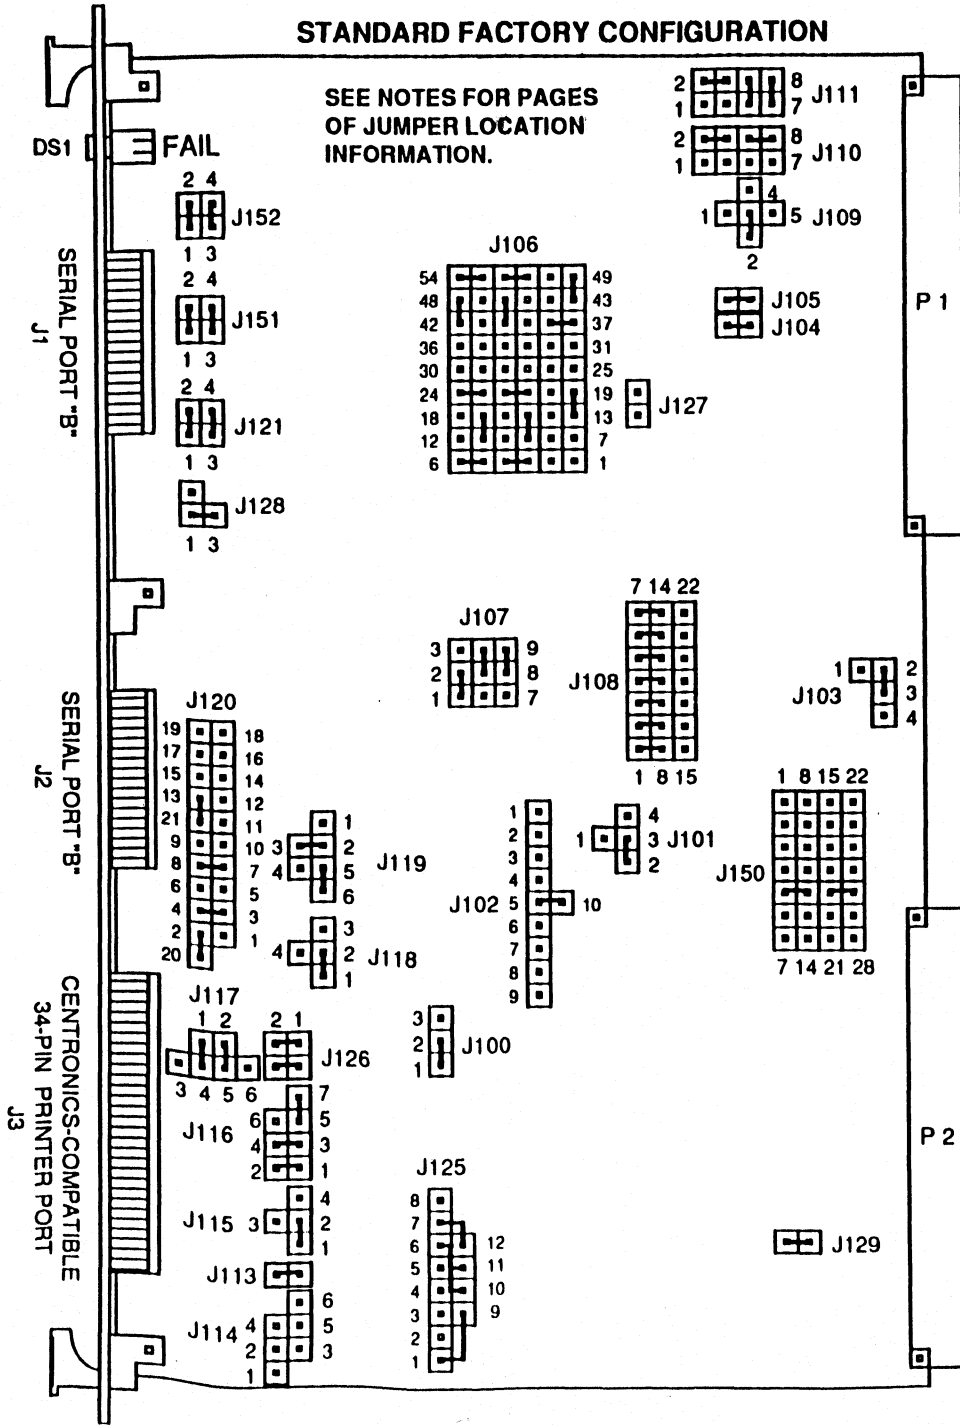 STANDARD FACTORY CONFIGURATION
SEE NOTES FOR PAGES
OF JUMPER LOCATION
INFORMATION.
DS1
FAIL
2 8
1 7
J111
2 8
1 7
J110
4
1 5
J109
2
2 4
J152
1 3
2 4
J151
1 3
2 4
J121
1 3
J128
1 3
SERIAL PORT "B"
J1
J106
54 49
48 43
42 37
36 31
30 25
24 19
18 13
12 7
6 1
J105
J104
J127
P 1
J107
3 9
2 8
1 7
7 14 22
J108
1 8 15
1 2
J103
3
4
SERIAL PORT "B"
J2
J120
19 18
17 16
15 14
13 12
21 11
9 10
8 7
6 5
4 3
2 1
20
1
3 2
J119
4 5
6
3
4 2
J118
1
1
2
3
4
J102
5 10
6
7
8
9
4
1 3
J101
2
1 8 15 22
J150
7 14 21 28
CENTRONICS-COMPATIBLE
34-PIN PRINTER PORT
J3
J117
1 2
3 4 5 6
2 1
J126
3
2
J100
1
7
J116
6 5
4 3
2 1
4
J115
3 2
1
J113
6
J114
4 5
2 3
1
J125
8
7
6 12
5 11
4 10
3 9
2
1
J129
P 2